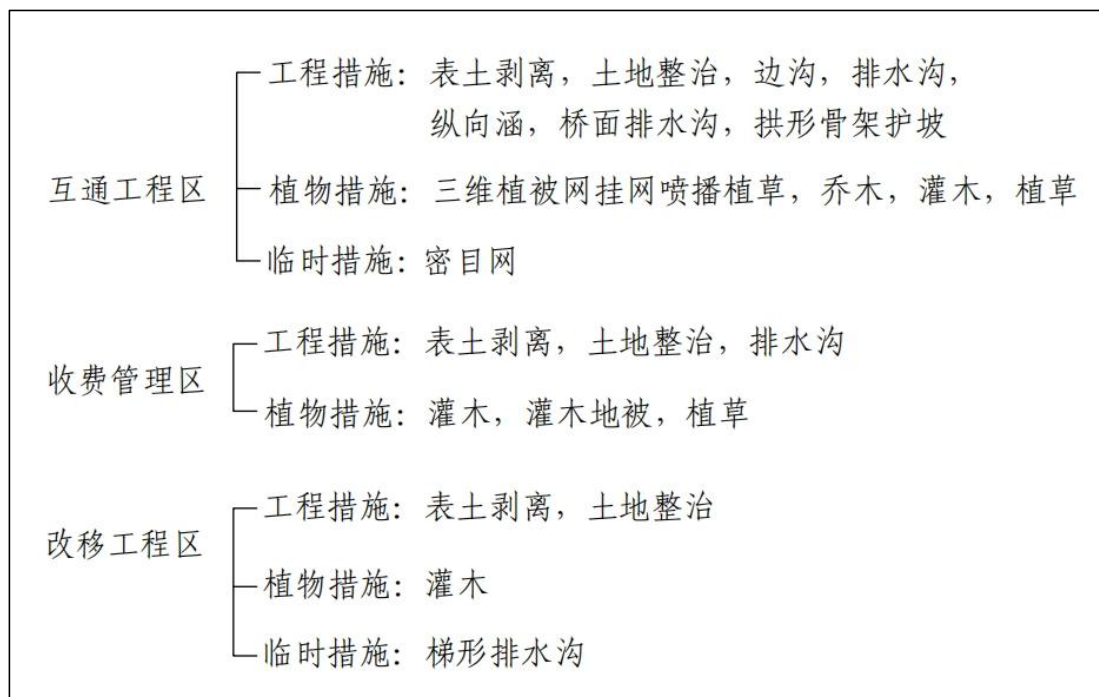 工程措施：表土剥离，土地整治，边沟，排水沟，
纵向涵，桥面排水沟，拱形骨架护坡
互通工程区
植物措施：三维植被网挂网喷播植草，乔木，灌木，植草
临时措施：密目网
工程措施：表土剥离，土地整治，排水沟
收费管理区
植物措施：灌木，灌木地被，植草
工程措施：表土剥离，土地整治
改移工程区
植物措施：灌木
临时措施：梯形排水沟